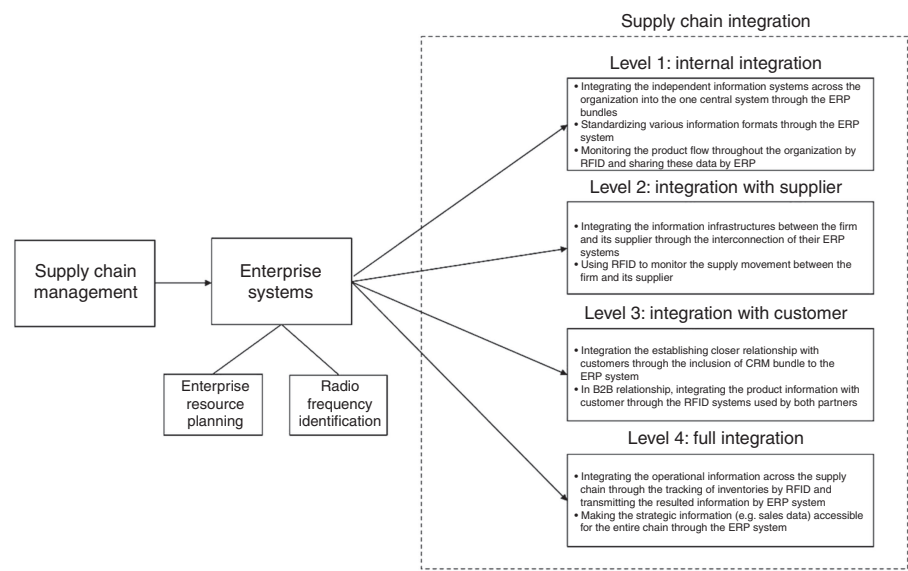 Supply chain integration
Level 1: internal integration
• Integrating the independent information systems across the
organization into the one central system through the ERP
bundles
• Standardizing various information formats through the ERP
system
• Monitoring the product flow throughout the organization by
RFID and sharing these data by ERP
Level 2: integration with supplier
• Integrating the information infrastructures between the firm
and its supplier through the interconnection of their ERP
systems
• Using RFID to monitor the supply movement between the
firm and its supplier
Supply chain
management
Enterprise
systems
Enterprise
resource
planning
Radio
frequency
identification
Level 3: integration with customer
• Integration the establishing closer relationship with
customers through the inclusion of CRM bundle to the
ERP system
• In B2B relationship, integrating the product information with
customer through the RFID systems used by both partners
Level 4: full integration
• Integrating the operational information across the supply
chain through the tracking of inventories by RFID and
transmitting the resulted information by ERP system
• Making the strategic information (e.g. sales data) accessible
for the entire chain through the ERP system